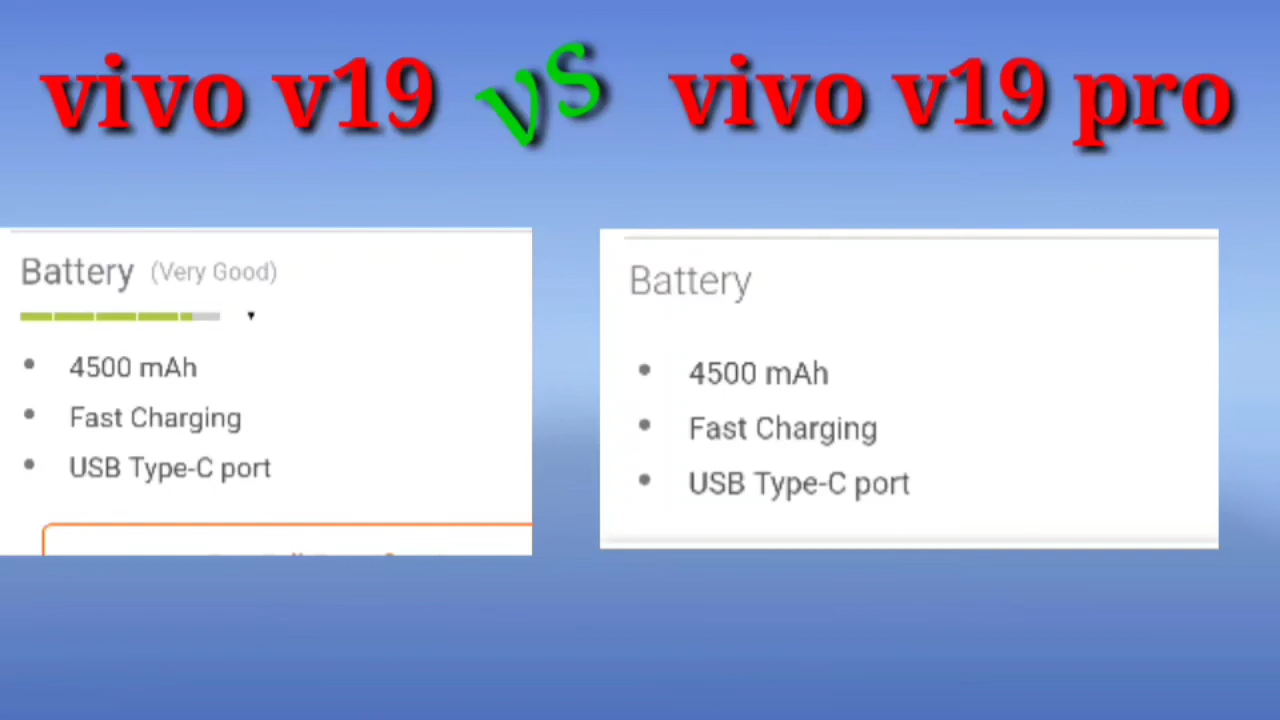 vivo v19 vs vivo v19 pro
Battery (Very Good)
4500 mAh
Fast Charging
USB Type-C port
Battery
4500 mAh
Fast Charging
USB Type-C port